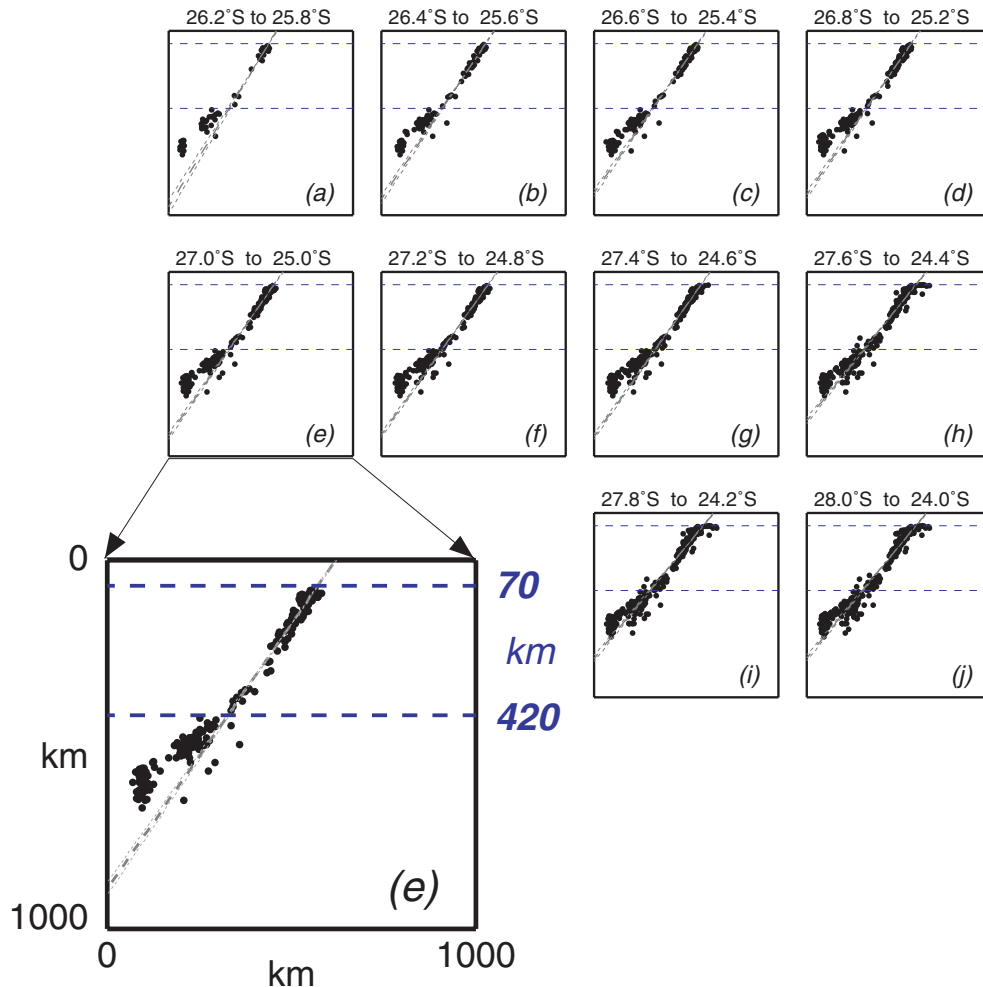 26.2˚S to 25.8˚S
26.4˚S to 25.6˚S
26.6˚S to 25.4˚S
26.8˚S to 25.2˚S
(a)
(b)
(c)
(d)
27.0˚S to 25.0˚S
27.2˚S to 24.8˚S
27.4˚S to 24.6˚S
27.6˚S to 24.4˚S
(e)
(f)
(g)
(h)
27.8˚S to 24.2˚S
28.0˚S to 24.0˚S
(i)
(j)
0
70
km
420
km
(e)
1000
0
1000
km